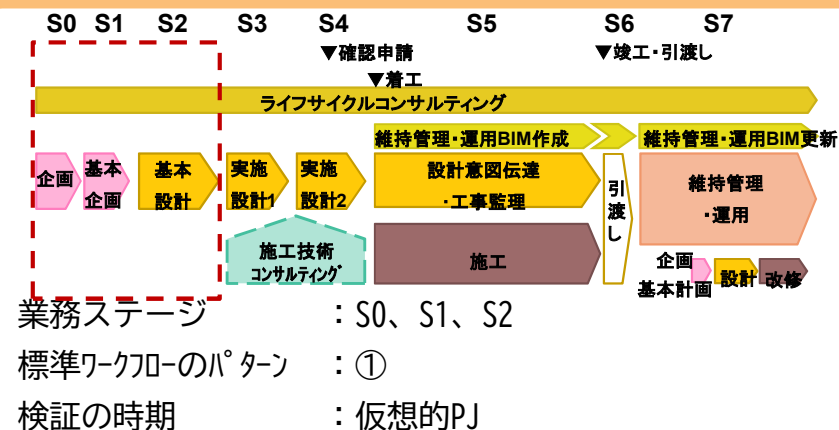 S0 S1 S2 S3 S4 S5 S6 S7
▼確認申請 ▼竣工・引渡し
▼着工
ライフサイクルコンサルティング
維持管理・運用BIM作成 維持管理・運用BIM更新
企画
基本
企画
基本
設計
実施
設計1
実施
設計2
設計意図伝達
・工事監理
引
渡
し
維持管理
・運用
施工技術
コンサルティング
施工
企画
基本計画
設計
改修
業務ステージ ：S0、S1、S2
標準ワークフローのパターン ：①
検証の時期 ：仮想的PJ